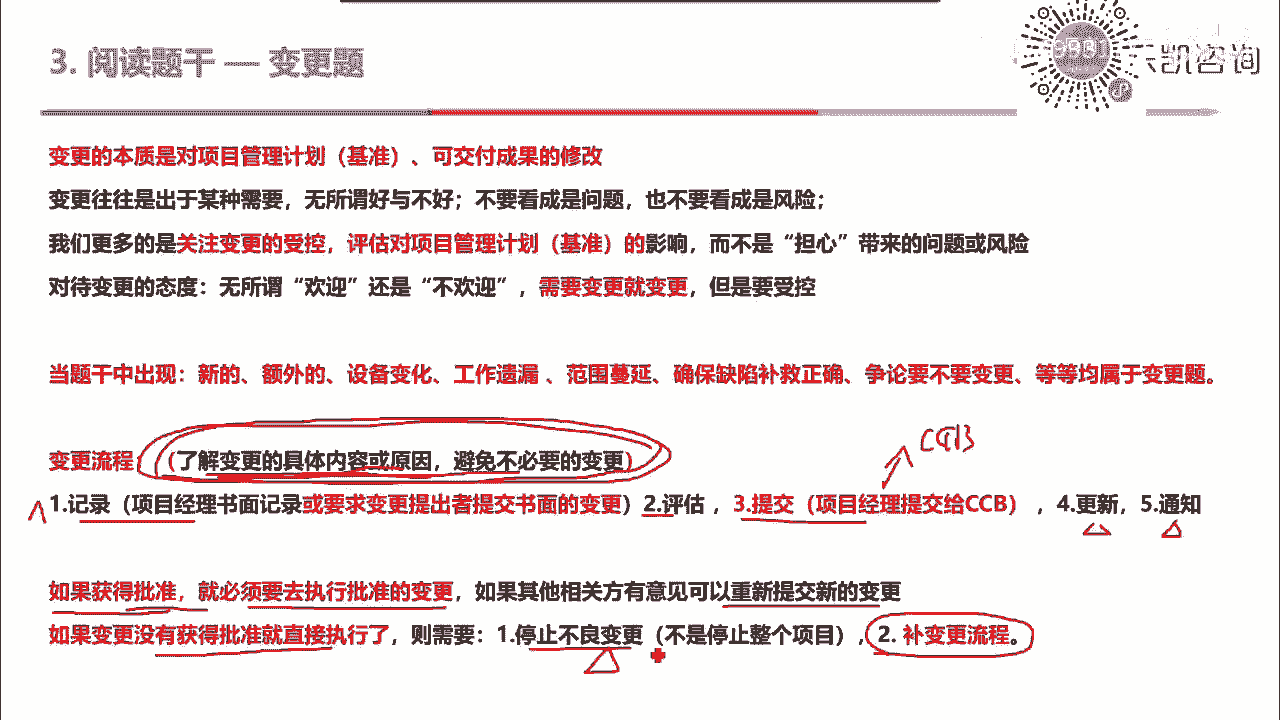 3. 阅读题干 — 变更题
凯咨询
变更的本质是对项目管理计划（基准）、可交付成果的修改
变更往往是出于某种需要，无所谓好与不好；不要看成是问题，也不要看成是风险；
我们更多的是关注变更的受控，评估对项目管理计划（基准）的影响，而不是“担心”带来的问题或风险
对待变更的态度：无所谓“欢迎”还是“不欢迎”，需要变更就变更，但是要受控
当题干中出现：新的、额外的、设备变化、工作遗漏 、范围蔓延、确保缺陷补救正确、争论要不要变更、等等均属于变更题。
CCB
变更流程：（了解变更的具体内容或原因，避免不必要的变更）
1.记录（项目经理书面记录或要求变更提出者提交书面的变更）2.评估 ，3.提交（项目经理提交给CCB） ，4.更新，5.通知
如果获得批准，就必须要去执行批准的变更，如果其他相关方有意见可以重新提交新的变更
如果变更没有获得批准就直接执行了，则需要：1.停止不良变更（不是停止整个项目），2. 补变更流程。